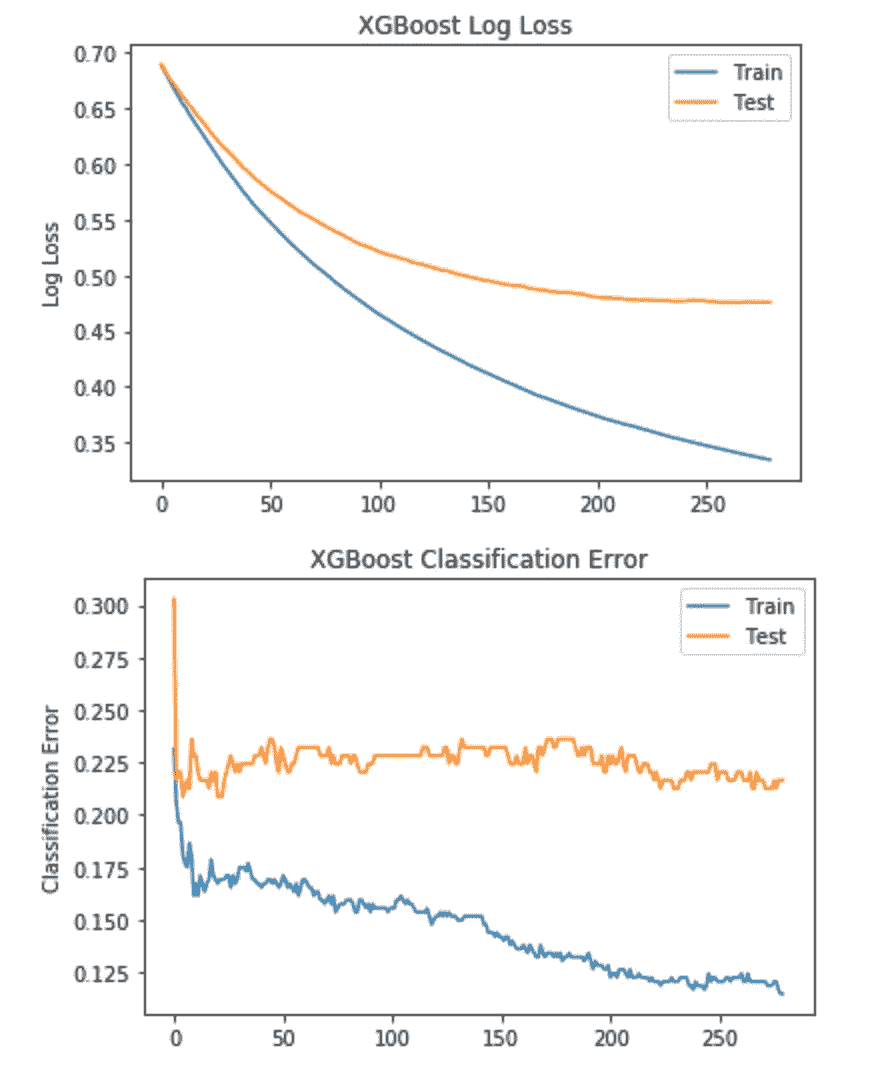 XGBoost Log Loss
0.70
0.65
0.60
0.55
0.50
0.45
0.40
0.35
Log Loss
Train
Test
0 50 100 150 200 250
XGBoost Classification Error
0.300
0.275
0.250
0.225
0.200
0.175
0.150
0.125
Classification Error
Train
Test
0 50 100 150 200 250